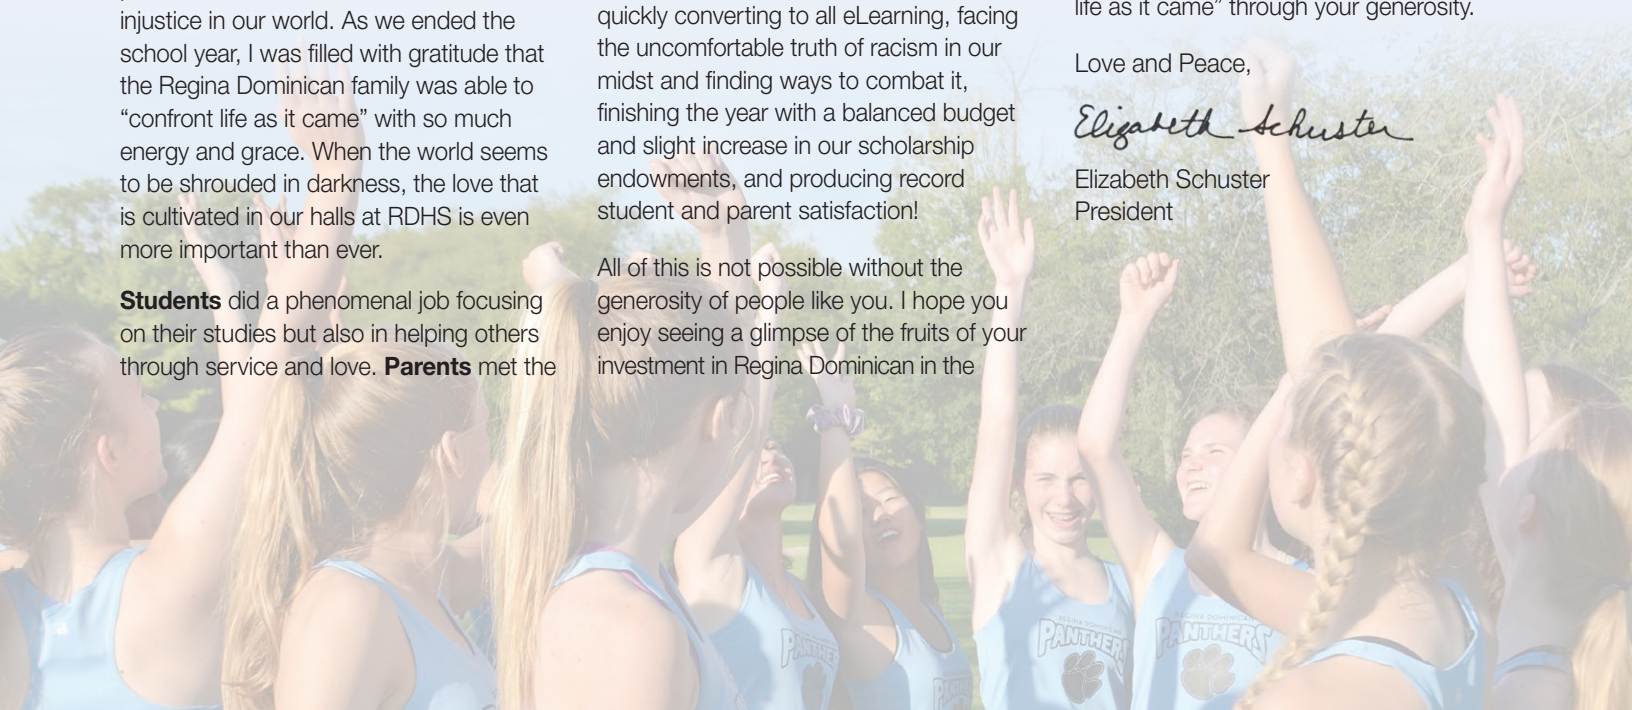 injustice in our world. As we ended the
school year, I was filled with gratitude that
the Regina Dominican family was able to
“confront life as it came” with so much
energy and grace. When the world seems
to be shrouded in darkness, the love that
is cultivated in our halls at RDHS is even
more important than ever.
Students did a phenomenal job focusing
on their studies but also in helping others
through service and love. Parents met the
quickly converting to all eLearning, facing
the uncomfortable truth of racism in our
midst and finding ways to combat it,
finishing the year with a balanced budget
and slight increase in our scholarship
endowments, and producing record
student and parent satisfaction!
All of this is not possible without the
generosity of people like you. I hope you
enjoy seeing a glimpse of the fruits of your
investment in Regina Dominican in the
life as it came” through your generosity.
Love and Peace,
Elizabeth Schuster
Elizabeth Schuster
President
PANTHERS
REGINA DOMINICAN
PANTHERS
REGINA DOMINICAN
PANTHERS